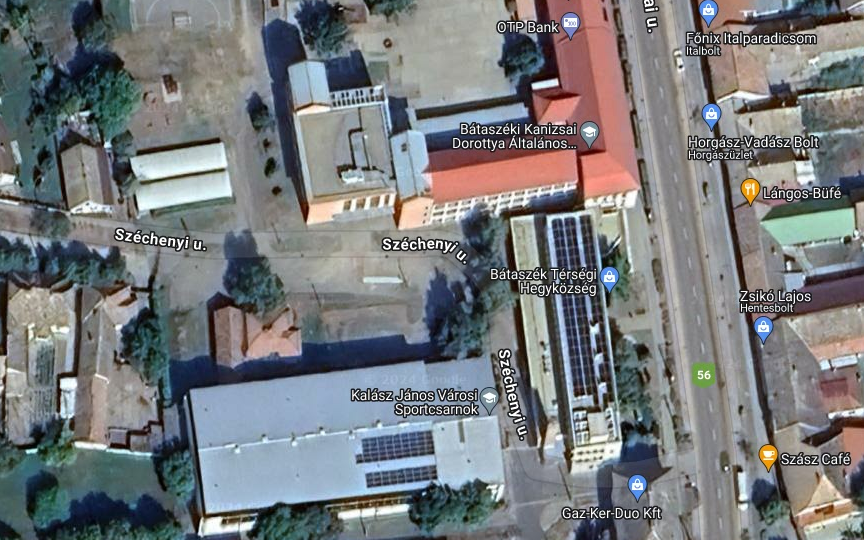 ai u.
OTP Bank
Főnix Italparadicsom
Italbolt
Bátaszéki Kanizsai
Dorottya Általános...
Horgász-Vadász Bolt
Horgászüzlet
Lángos-Büfé
Széchenyi u.
Széchenyi u.
Bátaszék Térségi
Hegyközség
Zsikó Lajos
Hentesbolt
56
Kalász János Városi
Sportcsarnok
Széchenyi u.
Szász Café
Gaz-Ker-Duo Kft